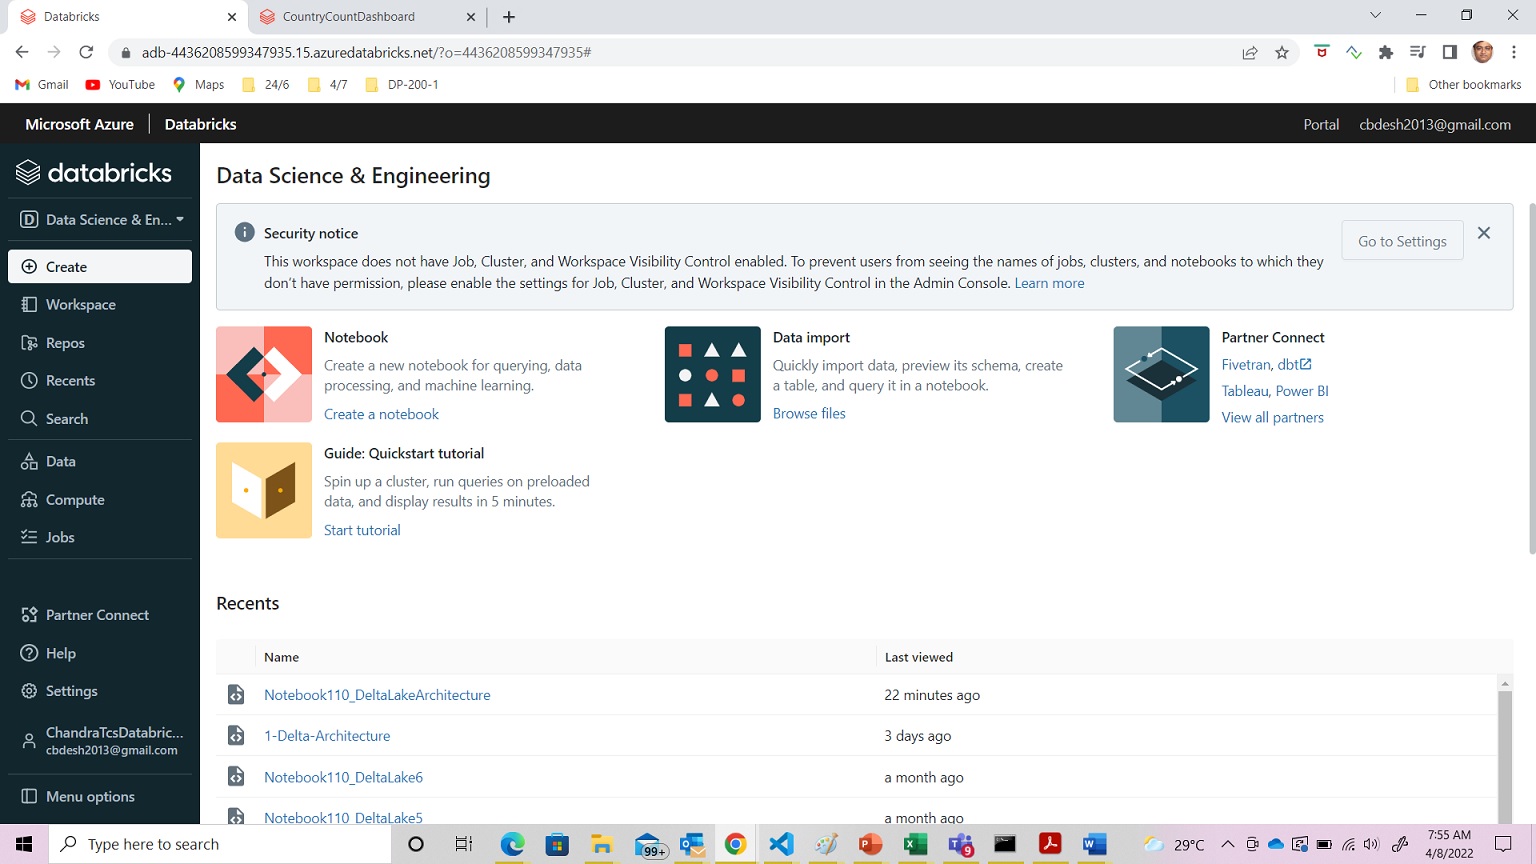 Databricks
CountryCountDashboard
adb-4436208599347935.15.azuredatabricks.net/?o=4436208599347935#
Gmail
YouTube
Maps
24/6
4/7
DP-200-1
Other bookmarks
Microsoft Azure
Databricks
Portal
cbdesh2013@gmail.com
databricks
Data Science & En...
Create
Workspace
Repos
Recents
Search
Data
Compute
Jobs
Partner Connect
Help
Settings
ChandraTcsDatabric...
cbdesh2013@gmail.com
Menu options
Data Science & Engineering
Security notice
This workspace does not have Job, Cluster, and Workspace Visibility Control enabled. To prevent users from seeing the names of jobs, clusters, and notebooks to which they
don't have permission, please enable the settings for Job, Cluster, and Workspace Visibility Control in the Admin Console. Learn more
Go to Settings
Notebook
Create a new notebook for querying, data
processing, and machine learning.
Create a notebook
Data import
Quickly import data, preview its schema, create
a table, and query it in a notebook.
Browse files
Partner Connect
Fivetran, dbt
Tableau, Power BI
View all partners
Guide: Quickstart tutorial
Spin up a cluster, run queries on preloaded
data, and display results in 5 minutes.
Start tutorial
Recents
Name
Last viewed
Notebook110_DeltaLakeArchitecture
22 minutes ago
1-Delta-Architecture
3 days ago
Notebook110_DeltaLake6
a month ago
Notebook110_DeltaLake5
a month ago
Type here to search
99+
9
29°C
7:55 AM
4/8/2022